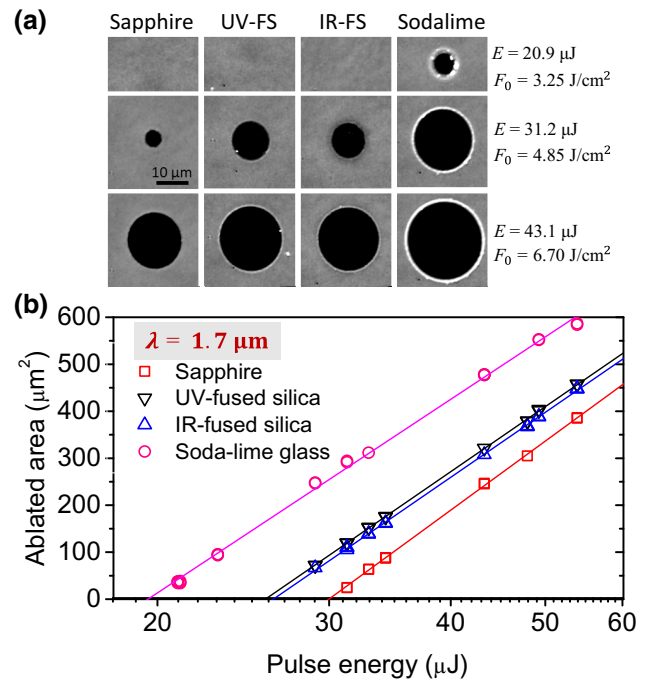 (a)
Sapphire UV-FS IR-FS Sodalime
E = 20.9 μJ
F₀ = 3.25 J/cm²
E = 31.2 μJ
F₀ = 4.85 J/cm²
10 μm
E = 43.1 μJ
F₀ = 6.70 J/cm²
(b)
λ = 1.7 μm
Sapphire
UV-fused silica
IR-fused silica
Soda-lime glass
Ablated area (μm²)
600
500
400
300
200
100
0
20 30 40 50 60
Pulse energy (μJ)